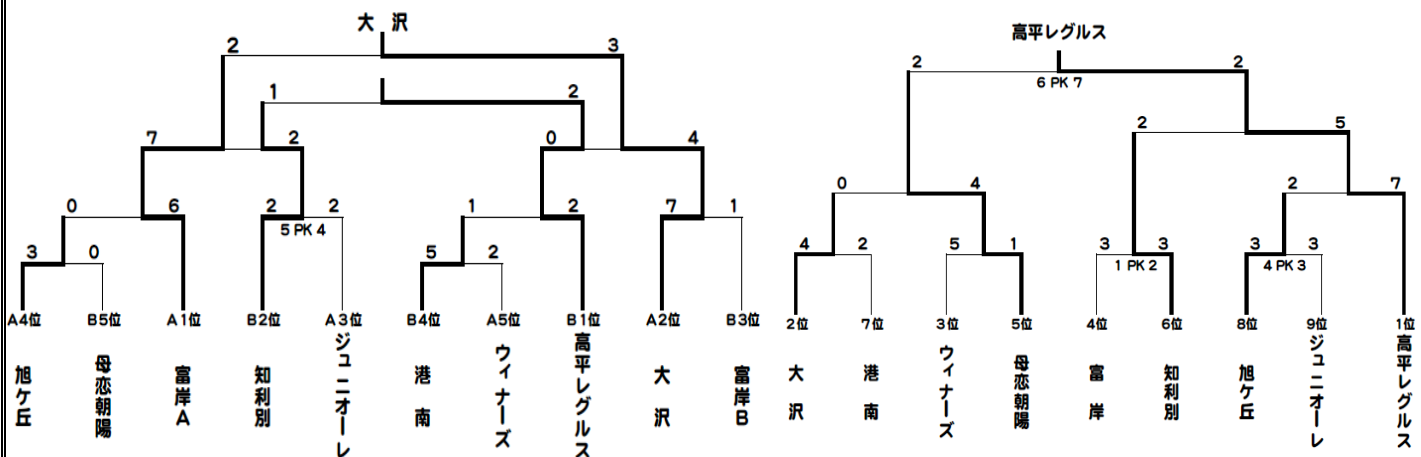 大 沢
2 3
1 2
7 2 0 4
0 6 2 2 1 2 7 1
5 PK 4
3 0 5 2
A4位 B5位 A1位 B2位 A3位 B4位 A5位 B1位 A2位 B3位
旭ケ丘
母恋朝陽
富岸A
知利別
ジュニオーレ
港南
ウィナーズ
高平レグルス
大沢
富岸B
高平レグルス
2 2
6 PK 7
2 5
0 4 2 7
4 2 5 1 3 3 3 3
1 PK 2 4 PK 3
2位 7位 3位 5位 4位 6位 8位 9位 1位
大沢
港南
ウィナーズ
母恋朝陽
富岸
知利別
旭ケ丘
ジュニオーレ
高平レグルス